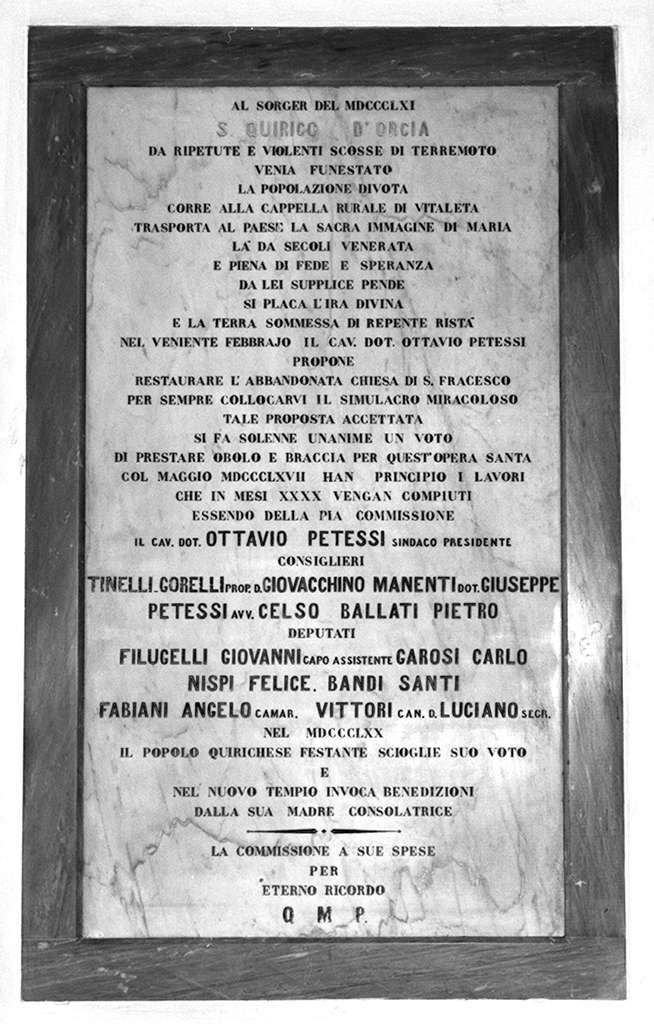 AL SORGER DEL MDCCCLXI
S. QUIRICO D'ORCIA
DA RIPETUTE E VIOLENTI SCOSSE DI TERREMOTO
VENIA FUNESTATO
LA POPOLAZIONE DIVOTA
CORRE ALLA CAPPELLA RURALE DI VITALETA
TRASPORTA AL PAESE LA SACRA IMMAGINE DI MARIA
LA' DA SECOLI VENERATA
E PIENA DI FEDE E SPERANZA
DA LEI SUPPLICE PENDE
SI PLACA L'IRA DIVINA
E LA TERRA SOMMESSA DI REPENTE RISTA'
NEL VENIENTE FEBBRAJO IL CAV. DOT. OTTAVIO PETESSI
PROPONE
RESTAURARE L'ABBANDONATA CHIESA DI S. FRACESCO
PER SEMPRE COLLOCARVI IL SIMULACRO MIRACOLOSO
TALE PROPOSTA ACCETTATA
SI FA SOLENNE UNANIME UN VOTO
DI PRESTARE OBOLO E BRACCIA PER QUEST'OPERA SANTA
COL MAGGIO MDCCCLXVII HAN PRINCIPIO I LAVORI
CHE IN MESI XXXX VENGAN COMPIUTI
ESSENDO DELLA PIA COMMISSIONE
IL CAV. DOT. OTTAVIO PETESSI SINDACO PRESIDENTE
CONSIGLIERI
TINELLI.GORELLI PROP. D. GIOVACCHINO MANENTI DOT. GIUSEPPE
PETESSI AVV. CELSO BALLATI PIETRO
DEPUTATI
FILUGELLI GIOVANNI CAPO ASSISTENTE GAROSI CARLO
NISPI FELICE. BANDI SANTI
FABIANI ANGELO CAMAR. VITTORI CAN. D. LUCIANO SEGR.
NEL MDCCCLXX
IL POPOLO QUIRICHESE FESTANTE SCIOGLIE SUO VOTO
E
NEL NUOVO TEMPIO INVOCA BENEDIZIONI
DALLA SUA MADRE CONSOLATRICE
LA COMMISSIONE A SUE SPESE
PER
ETERNO RICORDO
Q M P.